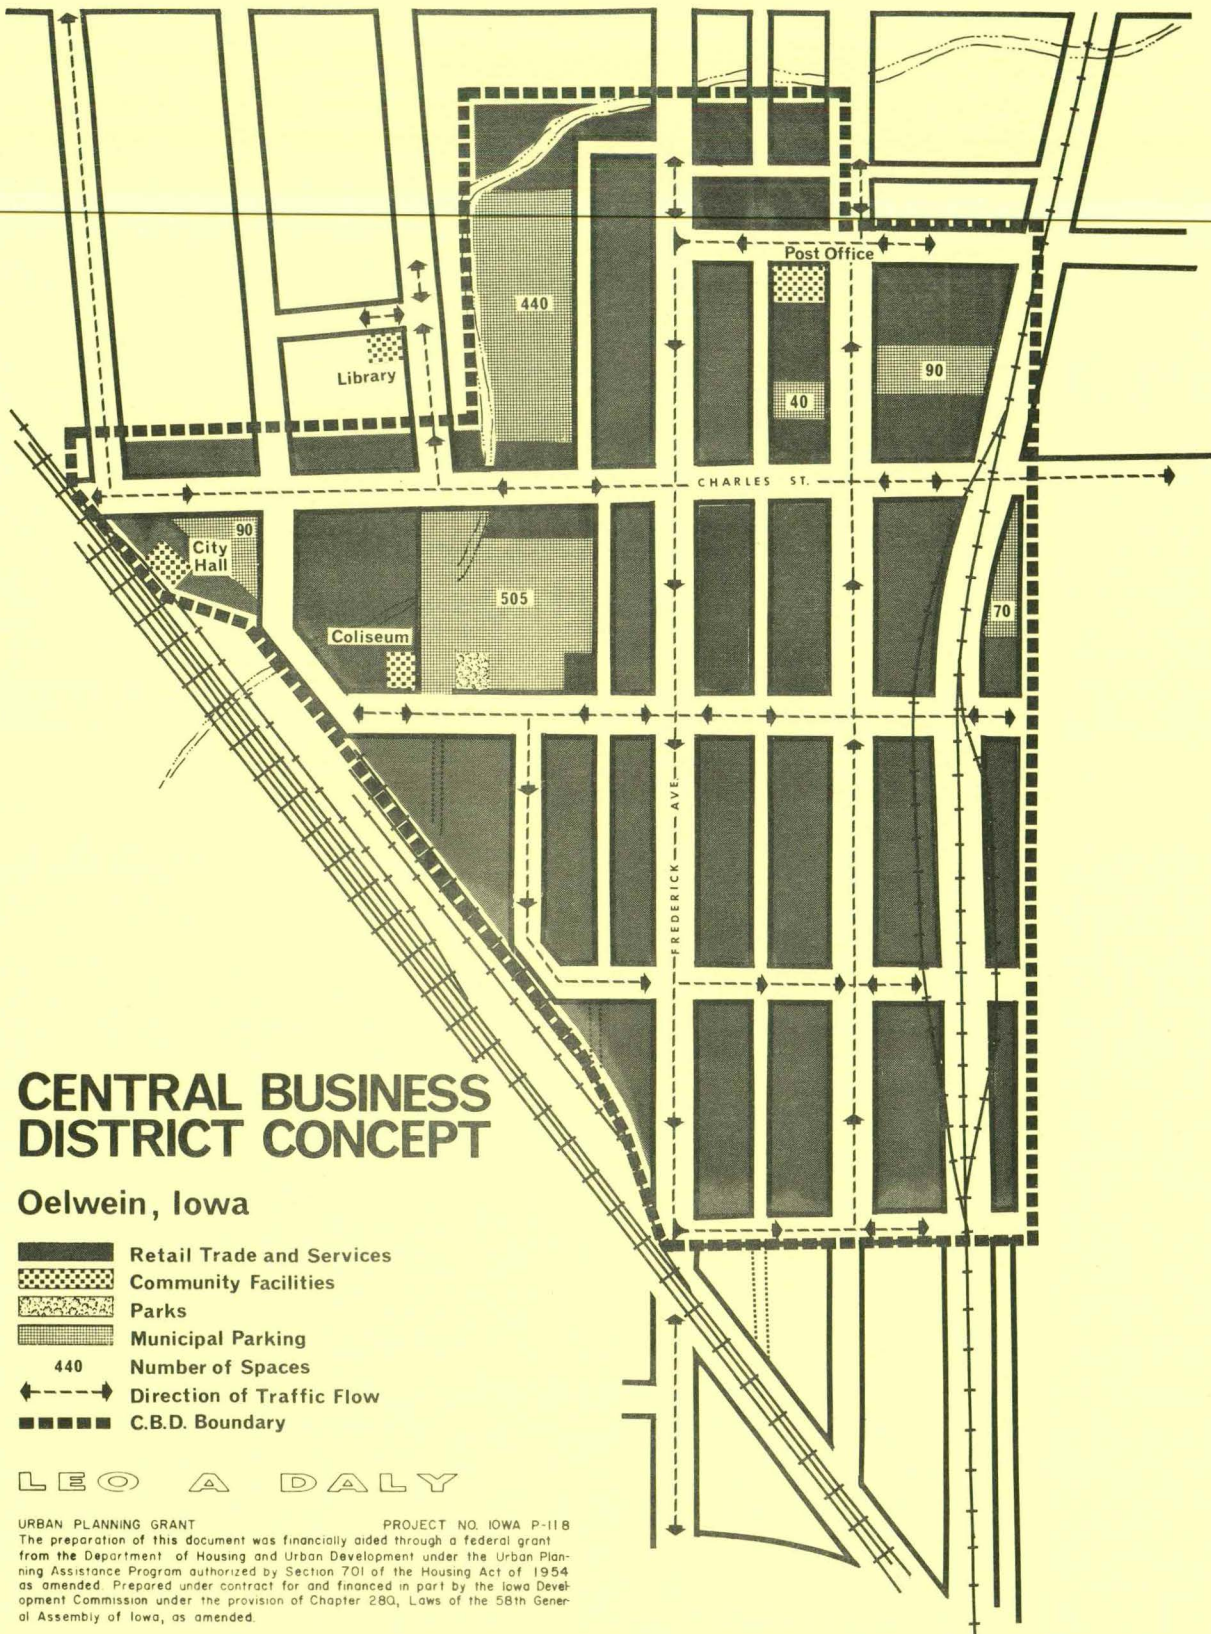 Post Office
440
Library
90
40
CHARLES ST.
90
City
Hall
505
70
Coliseum
FREDERICK AVE.
CENTRAL BUSINESS
DISTRICT CONCEPT
Oelwein, Iowa
Retail Trade and Services
Community Facilities
Parks
Municipal Parking
440 Number of Spaces
Direction of Traffic Flow
C.B.D. Boundary
LEO A DALY
URBAN PLANNING GRANT PROJECT NO. IOWA P-118
The preparation of this document was financially aided through a federal grant
from the Department of Housing and Urban Development under the Urban Plan-
ning Assistance Program authorized by Section 701 of the Housing Act of 1954
as amended. Prepared under contract for and financed in part by the Iowa Devel-
opment Commission under the provision of Chapter 28A, Laws of the 58th Gener-
al Assembly of Iowa, as amended.